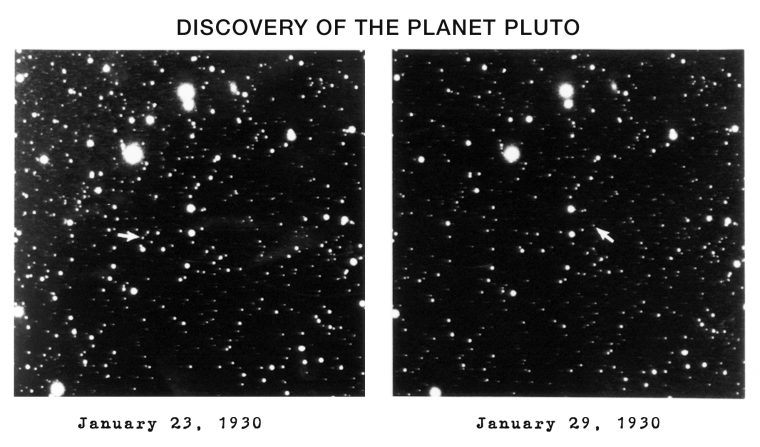 DISCOVERY OF THE PLANET PLUTO
January 23, 1930
January 29, 1930